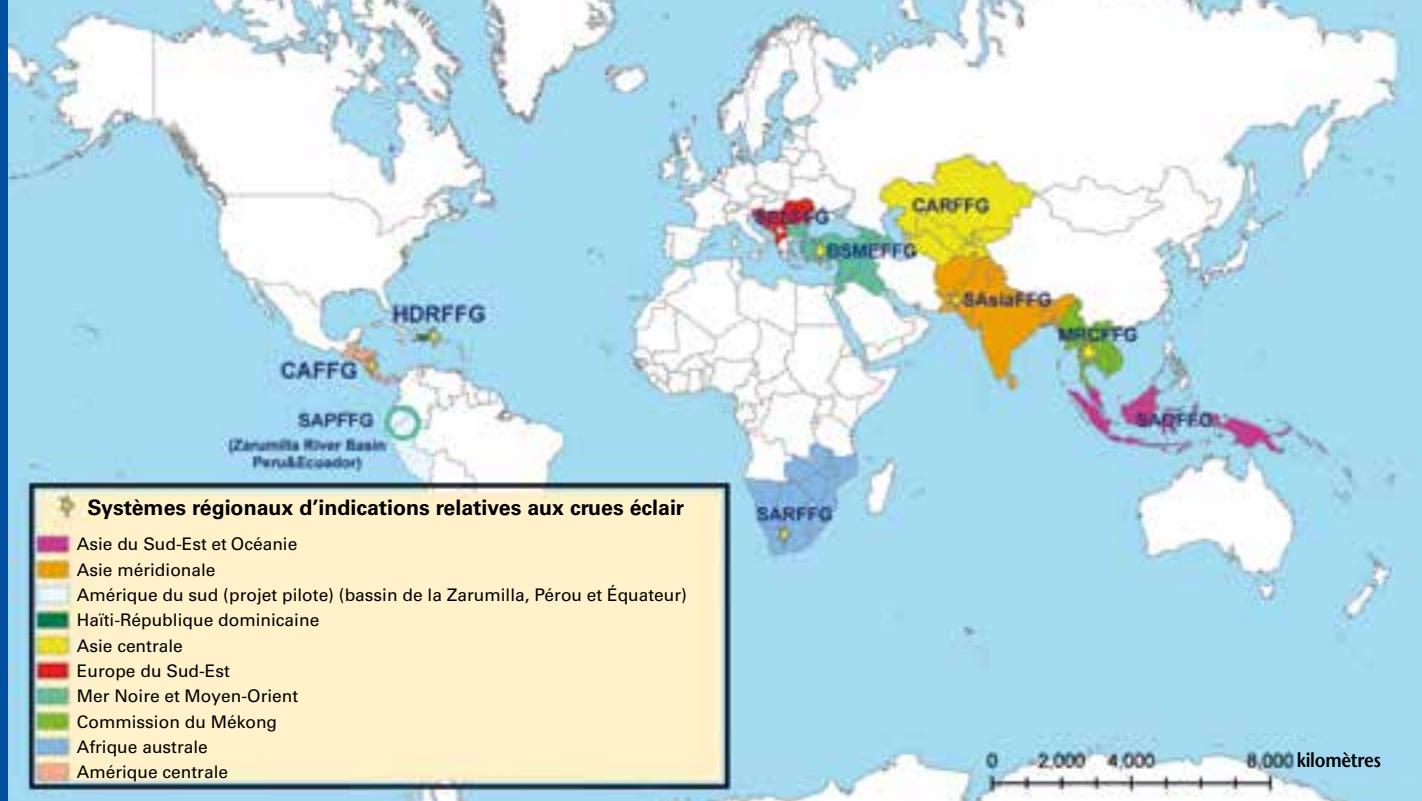 CARFFG
BSMEFFG
SAsiaFFG
HDRFFG
MRCFFG
CAFFG
SAPFFG
(Zarumilla River Basin
Peru&Ecuador)
SARFFG
Systèmes régionaux d’indications relatives aux crues éclair
Asie du Sud-Est et Océanie
Asie méridionale
Amérique du sud (projet pilote) (bassin de la Zarumilla, Pérou et Équateur)
Haïti-République dominicaine
Asie centrale
Europe du Sud-Est
Mer Noire et Moyen-Orient
Commission du Mékong
Afrique australe
Amérique centrale
0 2,000 4,000 8,000 kilomètres